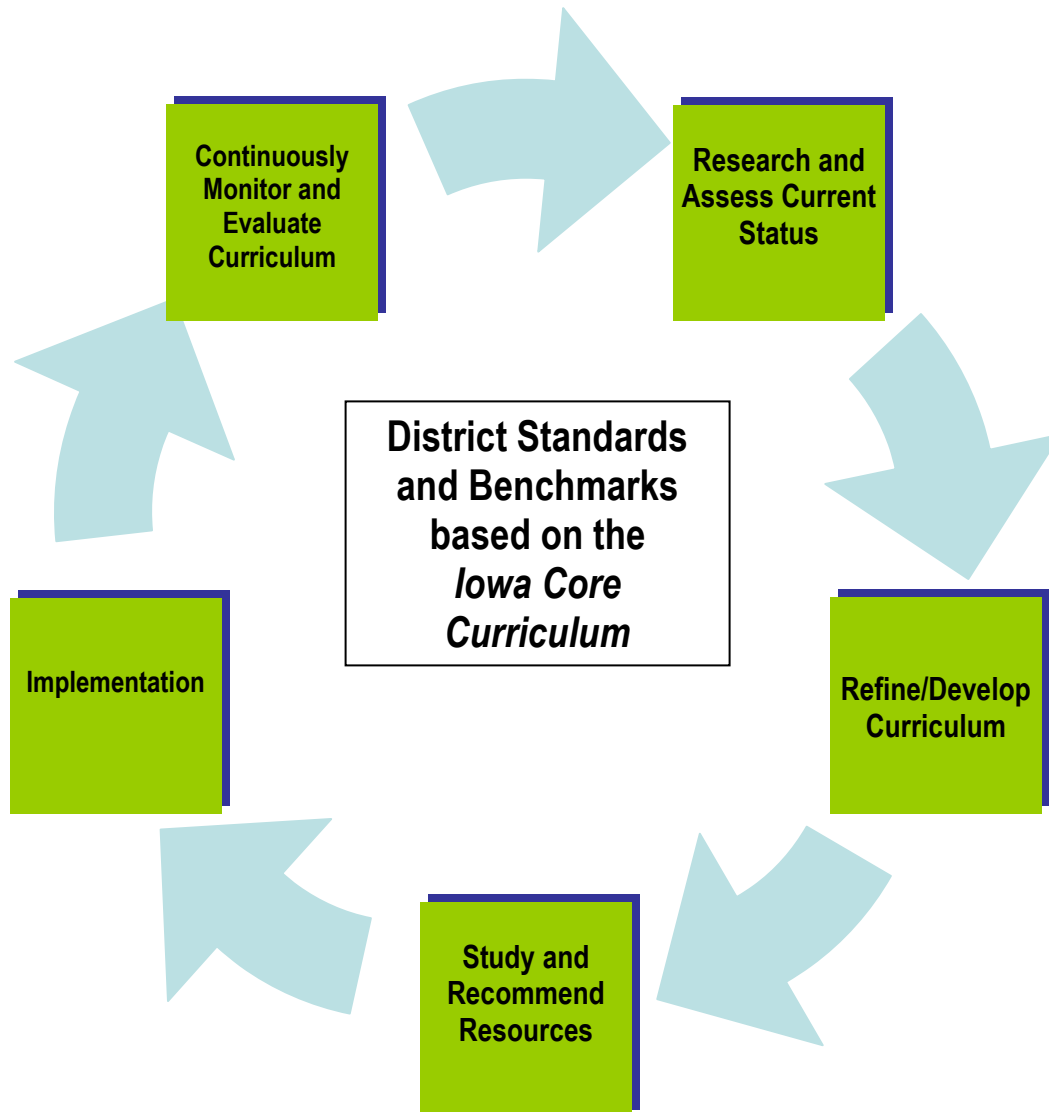 Continuously
Monitor and
Evaluate
Curriculum
Research and
Assess Current
Status
District Standards
and Benchmarks
based on the
Iowa Core
Curriculum
Implementation
Refine/Develop
Curriculum
Study and
Recommend
Resources